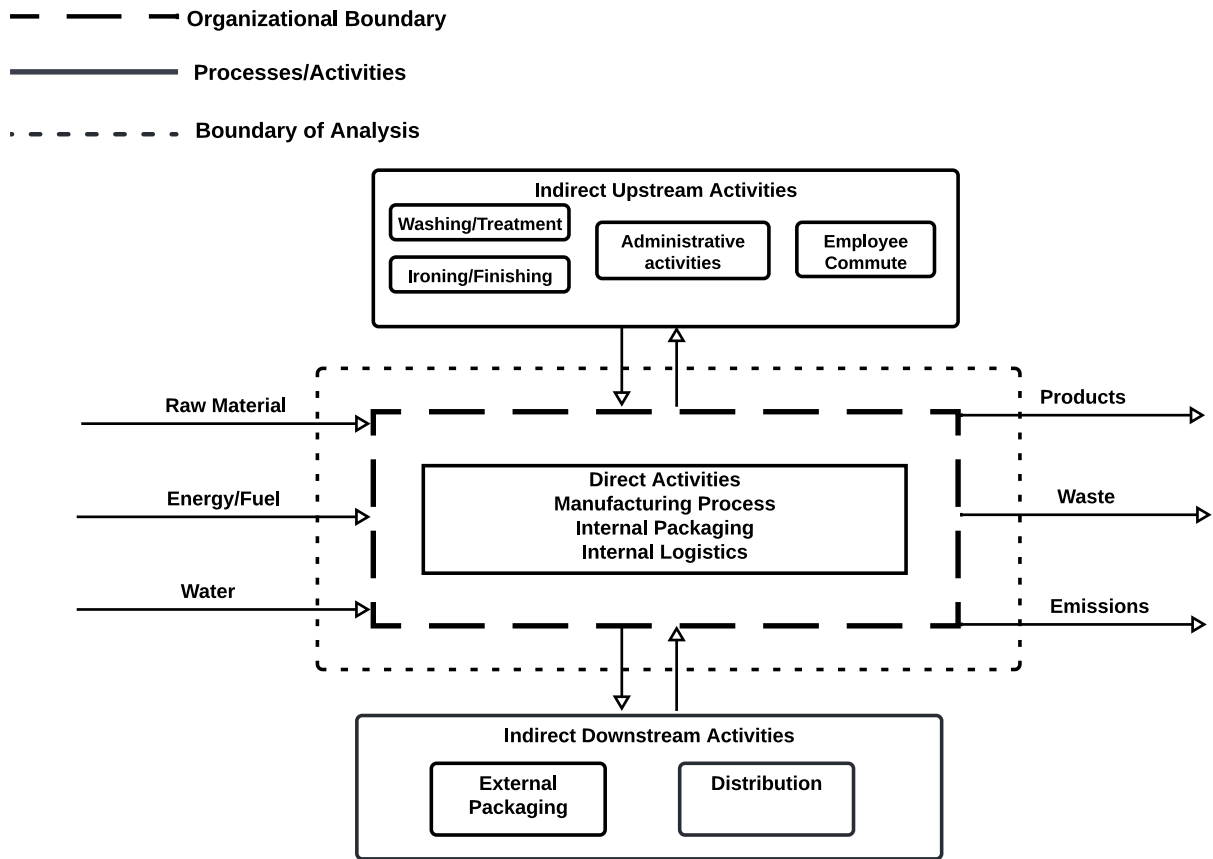 Organizational Boundary
Processes/Activities
Boundary of Analysis
Indirect Upstream Activities
Washing/Treatment
Ironing/Finishing
Administrative
activities
Employee
Commute
Raw Material
Energy/Fuel
Water
Direct Activities
Manufacturing Process
Internal Packaging
Internal Logistics
Products
Waste
Emissions
Indirect Downstream Activities
External
Packaging
Distribution